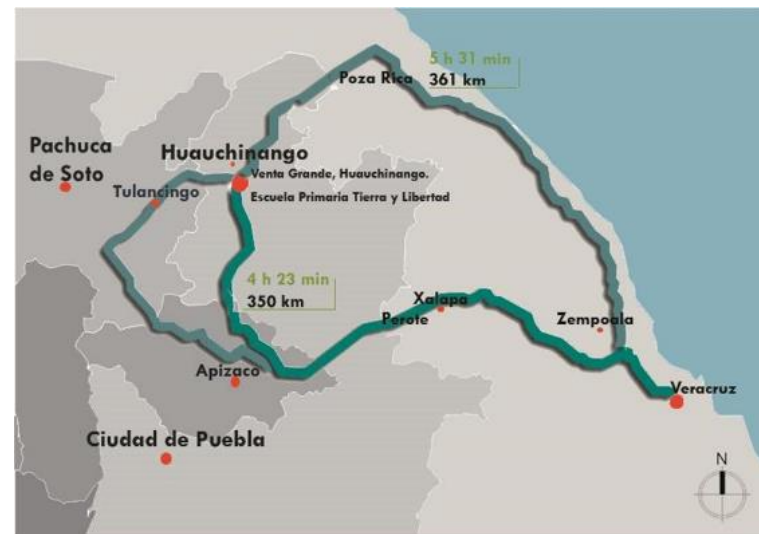 5 h 31 min
361 km
Poza Rica
Pachuca
de Soto
Huauchinango
Venta Grande, Huauchinango.
Escuela Primaria Tierra y Libertad
Tulancingo
4 h 23 min
350 km
Xalapa
Perote
Zempoala
Apizaco
Veracruz
Ciudad de Puebla
N